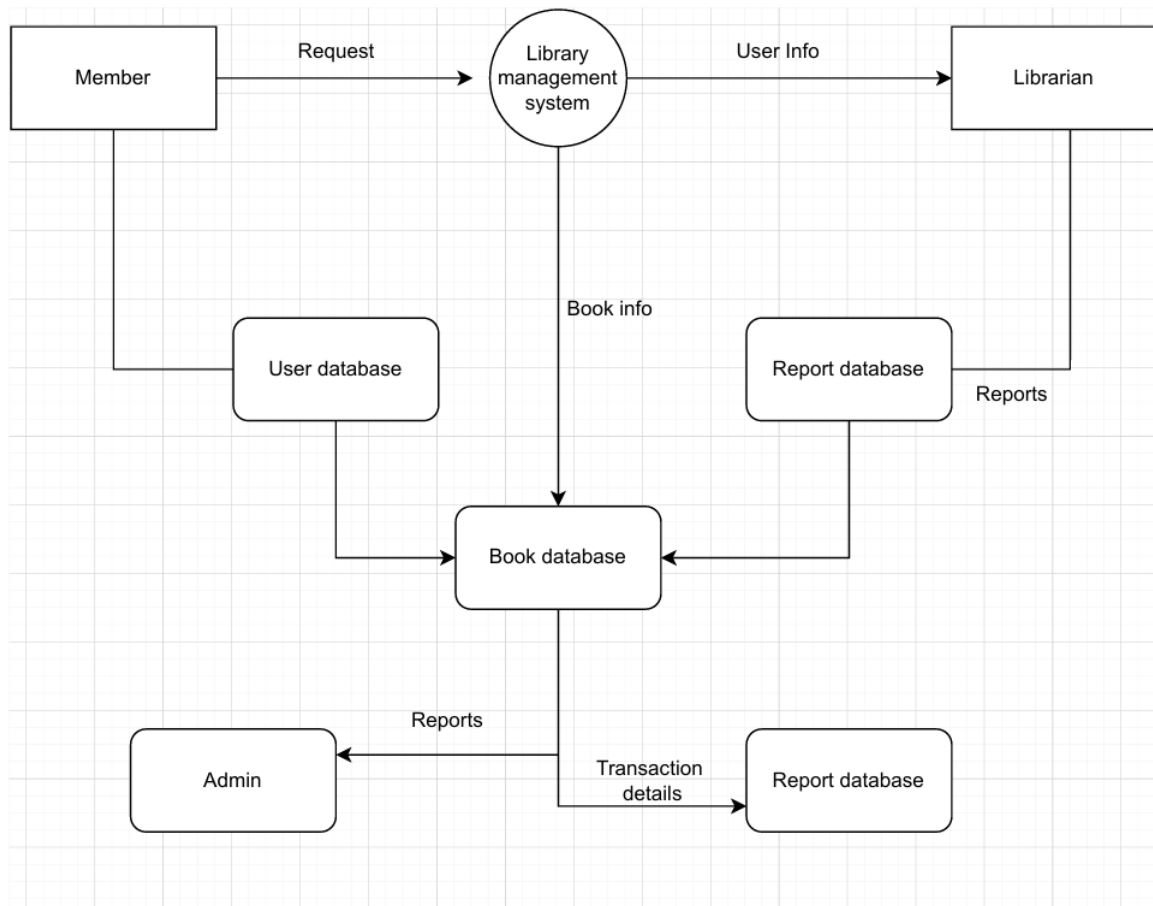 Request
User Info
Member
Library
management
system
Librarian
Book info
User database
Report database
Reports
Book database
Reports
Transaction
details
Admin
Report database